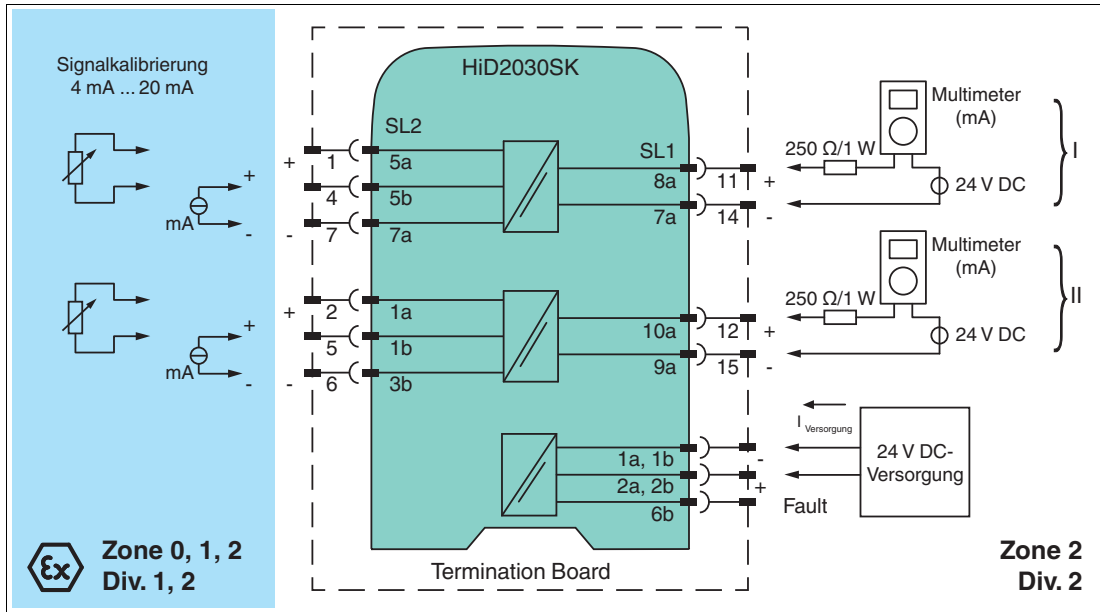 Signalkalibrierung
4 mA ... 20 mA
HiD2030SK
SL2
SL1
+
1
5a
4
5b
-
7
7a
+
-
mA
8a
11
+
7a
14
-
Multimeter
(mA)
250 Ω/1 W
24 V DC
I
+
2
1a
5
1b
-
6
3b
+
-
mA
10a
12
+
9a
15
-
Multimeter
(mA)
250 Ω/1 W
24 V DC
II
1a, 1b
-
2a, 2b
+
6b
Fault
I Versorgung
24 V DC-
Versorgung
Ex
Zone 0, 1, 2
Div. 1, 2
Termination Board
Zone 2
Div. 2